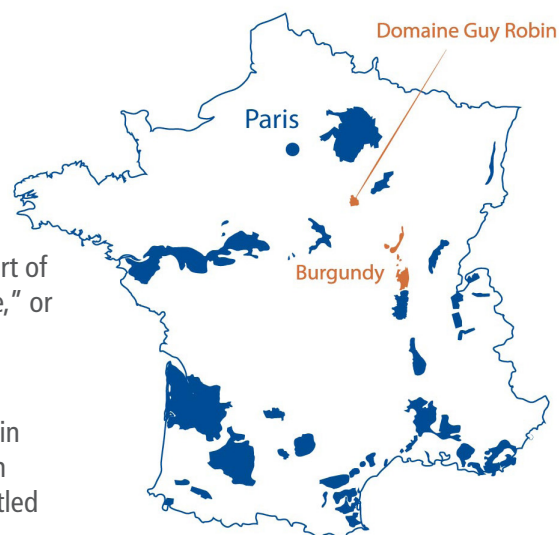 Domaine Guy Robin
Paris
Burgundy
rt of
e,” or
in
n
tled